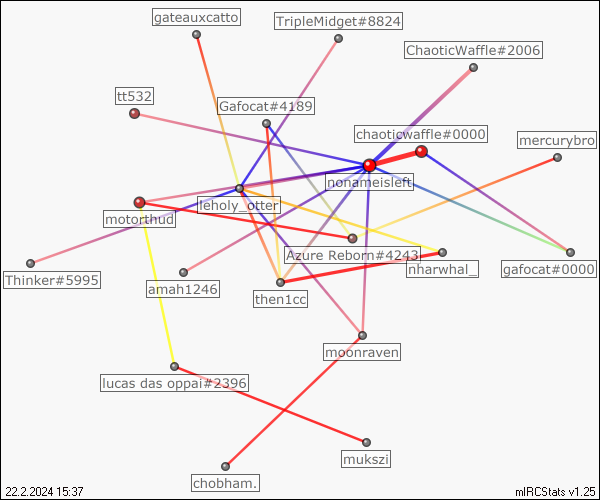 gateauxcatto
TripleMidget#8824
ChaoticWaffle#2006
tt532
Gafocat#4189
chaoticwaffle#0000
mercurybro
nonameisleft
leholy_otter
motorthud
Azure Reborn#4243
nharwhal_
gafocat#0000
Thinker#5995
amah1246
then1cc
moonraven
lucas das oppai#2396
mukszi
chobham.
22.2.2024 15:37
mIRCStats v1.25